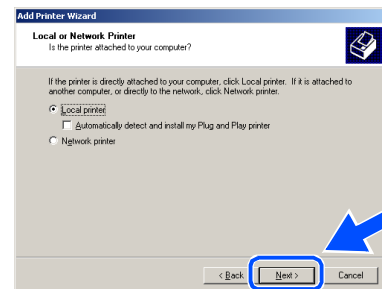 Add Printer Wizard
Local or Network Printer
Is the printer attached to your computer?
If the printer is directly attached to your computer, click Local printer. If it is attached to
another computer, or directly to the network, click Network printer.
Local printer
Automatically detect and install my Plug and Play printer
Network printer
< Back Next > Cancel